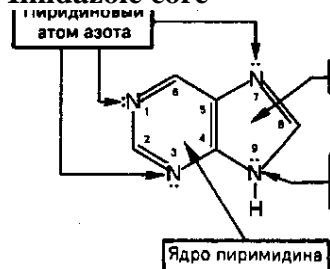 Imidazole core
Пиридиновый
атом азота
N
1
2
3
N
4
5
6
7
N
8
9
N
H
Ядро пиримидина